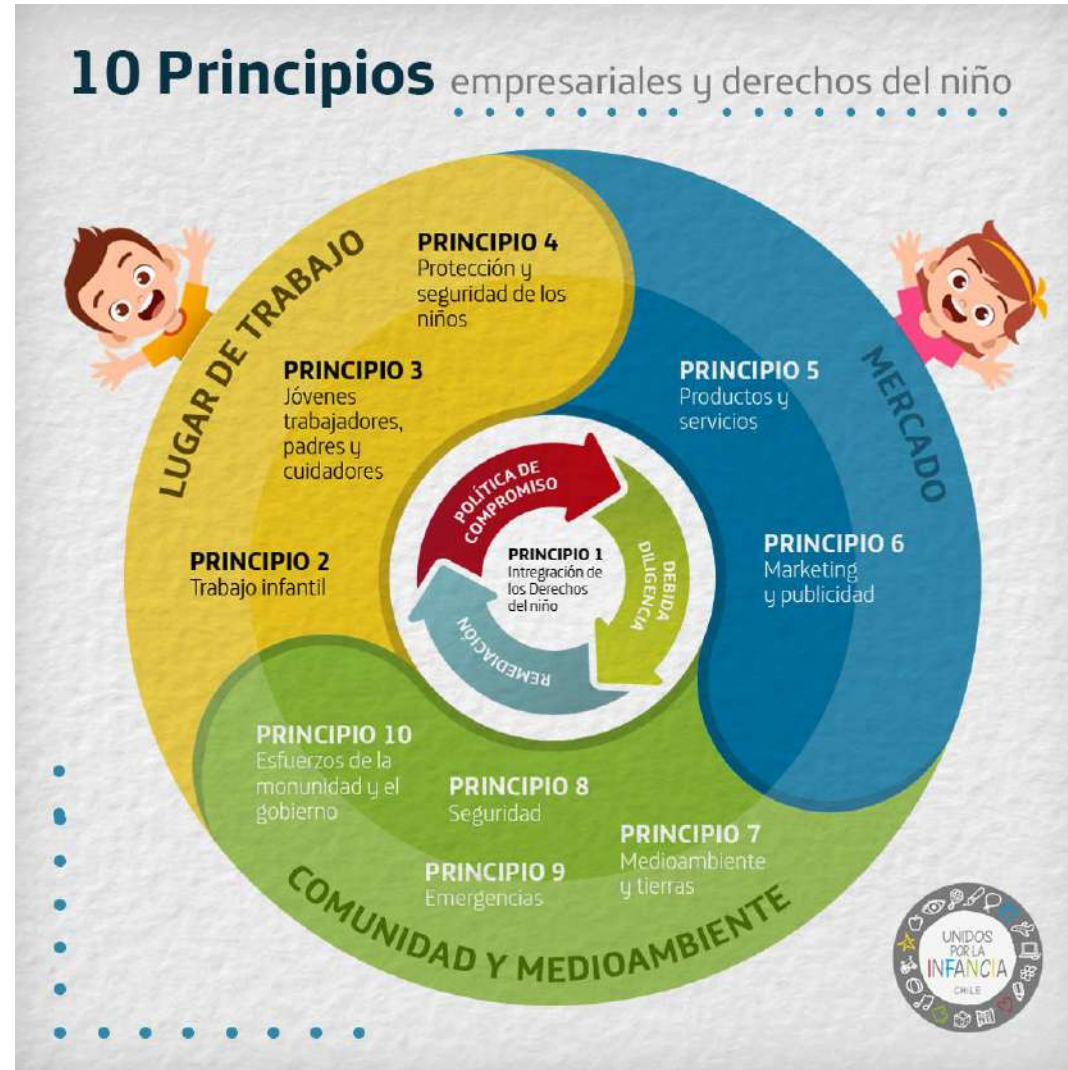 10 Principios empresariales y derechos del niño
LUGAR DE TRABAJO
PRINCIPIO 4
Protección y
seguridad de los
niños
PRINCIPIO 3
Jóvenes
trabajadores,
padres y
cuidadores
PRINCIPIO 2
Trabajo infantil
MERCADO
PRINCIPIO 5
Productos y
servicios
PRINCIPIO 6
Marketing
y publicidad
POLÍTICA DE
COMPROMISO
DEBIDA
DILIGENCIA
REMEDIACIÓN
PRINCIPIO 1
Intregración de
los Derechos
del niño
PRINCIPIO 10
Esfuerzos de la
monunidad y el
gobierno
PRINCIPIO 8
Seguridad
PRINCIPIO 9
Emergencias
PRINCIPIO 7
Medioambiente
y tierras
COMUNIDAD Y MEDIOAMBIENTE
UNIDOS
POR LA
INFANCIA
CHILE